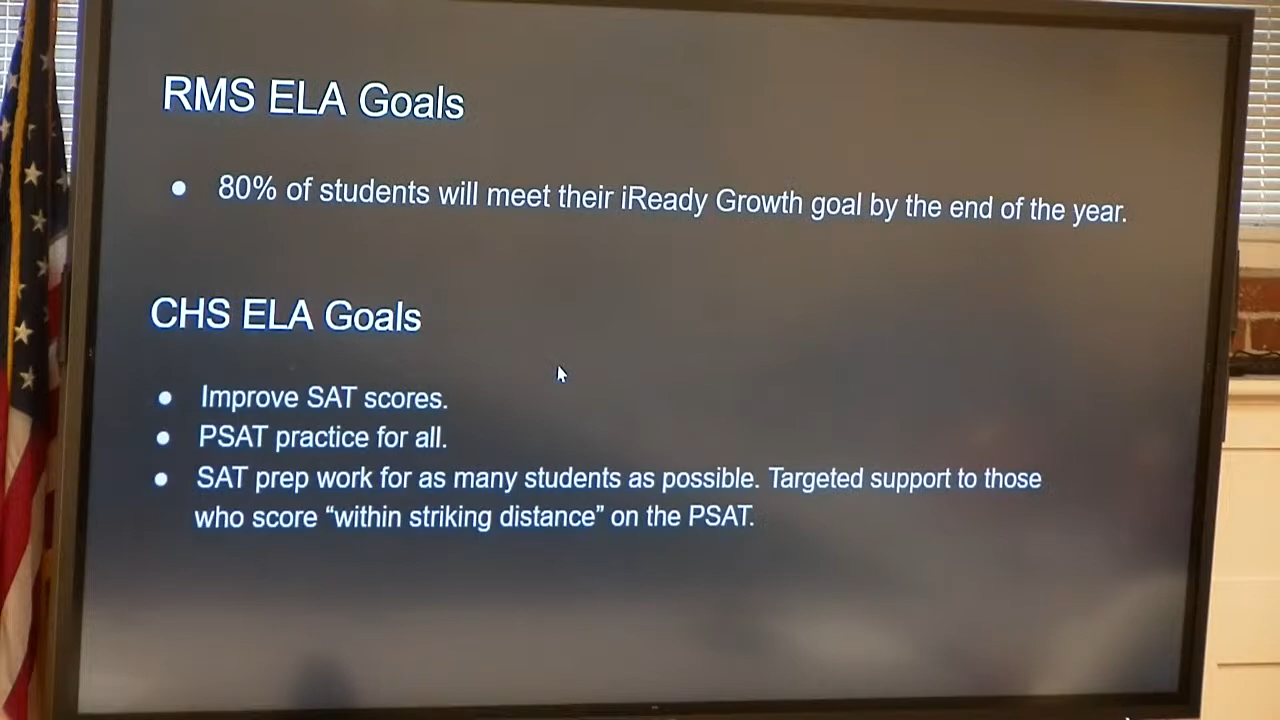 RMS ELA Goals
● 80% of students will meet their iReady Growth goal by the end of the year.
CHS ELA Goals
● Improve SAT scores.
● PSAT practice for all.
● SAT prep work for as many students as possible. Targeted support to those
who score “within striking distance” on the PSAT.